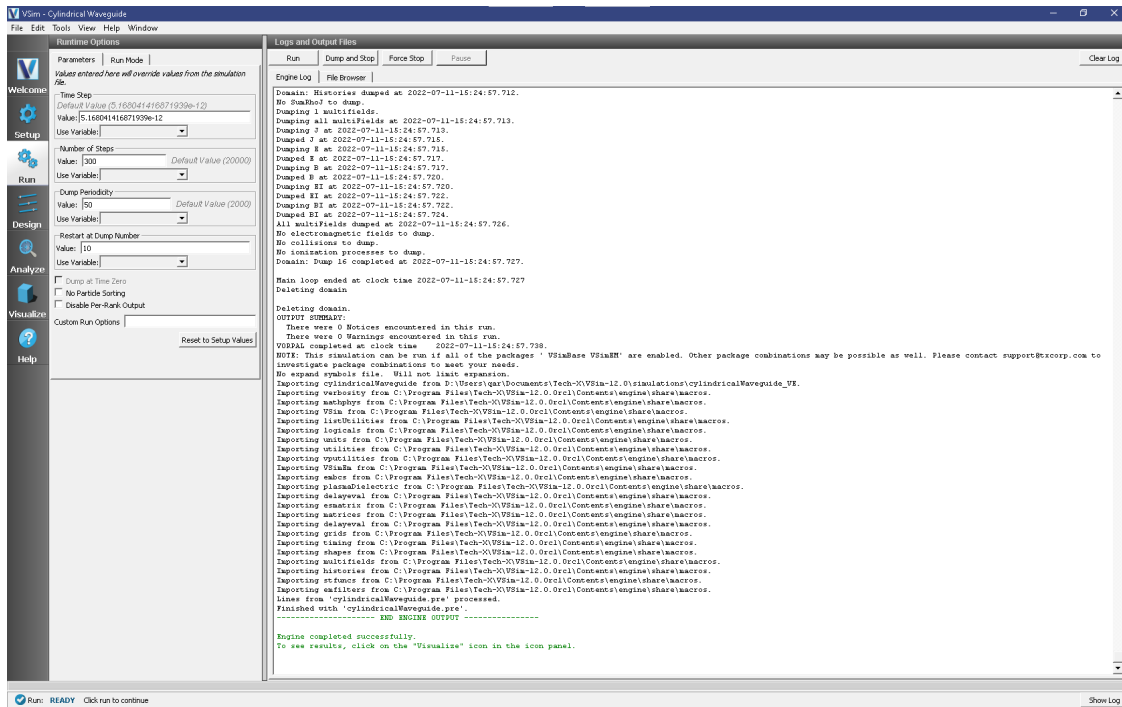 VSim - Cylindrical Waveguide
File Edit Tools View Help Window
Welcome
Setup
Run
Design
Analyze
Visualize
Help
Runtime Options
Parameters Run Mode
Values entered here will override values from the simulation
file.
Time Step
Default Value (5.168041416871939e-12)
Value: 5.168041416871939e-12
Use Variable:
Number of Steps
Value: 300 Default Value (20000)
Use Variable:
Dump Periodicity
Value: 50 Default Value (2000)
Use Variable:
Restart at Dump Number
Value: 10
Use Variable:
Dump at Time Zero
No Particle Sorting
Disable Per-Rank Output
Custom Run Options
Reset to Setup Values
Logs and Output Files
Run Dump and Stop Force Stop Pause Clear Log
Engine Log File Browser
Domain: Histories dumped at 2022-07-11-15:24:57.712.
No SumRhoJ to dump.
Dumping 1 multifields.
Dumping all multiFields at 2022-07-11-15:24:57.713.
Dumping J at 2022-07-11-15:24:57.713.
Dumped J at 2022-07-11-15:24:57.715.
Dumping E at 2022-07-11-15:24:57.715.
Dumped E at 2022-07-11-15:24:57.717.
Dumping B at 2022-07-11-15:24:57.717.
Dumped B at 2022-07-11-15:24:57.720.
Dumping EI at 2022-07-11-15:24:57.720.
Dumped EI at 2022-07-11-15:24:57.722.
Dumping BI at 2022-07-11-15:24:57.722.
Dumped BI at 2022-07-11-15:24:57.724.
All multiFields dumped at 2022-07-11-15:24:57.726.
No electromagnetic fields to dump.
No collisions to dump.
No ionization processes to dump.
Domain: Dump 16 completed at 2022-07-11-15:24:57.727.
Main loop ended at clock time 2022-07-11-15:24:57.727
Deleting domain
Deleting domain.
OUTPUT SUMMARY:
There were 0 Notices encountered in this run.
There were 0 Warnings encountered in this run.
VORPAL completed at clock time 2022-07-11-15:24:57.738.
NOTE: This simulation can be run if all of the packages ' VSimBase VSimEM' are enabled. Other package combinations may be possible as well. Please contact support@txcorp.com to
investigate package combinations to meet your needs.
No expand symbols file. Will not limit expansion.
Importing cylindricalWaveguide from D:\Users\qar\Documents\Tech-X\VSim-12.0\simulations\cylindricalWaveguide_VE.
Importing verbosity from C:\Program Files\Tech-X\VSim-12.0.0rc1\Contents\engine\share\macros.
Importing mathphys from C:\Program Files\Tech-X\VSim-12.0.0rc1\Contents\engine\share\macros.
Importing VSim from C:\Program Files\Tech-X\VSim-12.0.0rc1\Contents\engine\share\macros.
Importing listUtilities from C:\Program Files\Tech-X\VSim-12.0.0rc1\Contents\engine\share\macros.
Importing logicals from C:\Program Files\Tech-X\VSim-12.0.0rc1\Contents\engine\share\macros.
Importing units from C:\Program Files\Tech-X\VSim-12.0.0rc1\Contents\engine\share\macros.
Importing utilities from C:\Program Files\Tech-X\VSim-12.0.0rc1\Contents\engine\share\macros.
Importing vputilities from C:\Program Files\Tech-X\VSim-12.0.0rc1\Contents\engine\share\macros.
Importing VSimEm from C:\Program Files\Tech-X\VSim-12.0.0rc1\Contents\engine\share\macros.
Importing embcs from C:\Program Files\Tech-X\VSim-12.0.0rc1\Contents\engine\share\macros.
Importing plasmaDielectric from C:\Program Files\Tech-X\VSim-12.0.0rc1\Contents\engine\share\macros.
Importing delayeval from C:\Program Files\Tech-X\VSim-12.0.0rc1\Contents\engine\share\macros.
Importing esmatrix from C:\Program Files\Tech-X\VSim-12.0.0rc1\Contents\engine\share\macros.
Importing matrices from C:\Program Files\Tech-X\VSim-12.0.0rc1\Contents\engine\share\macros.
Importing delayeval from C:\Program Files\Tech-X\VSim-12.0.0rc1\Contents\engine\share\macros.
Importing grids from C:\Program Files\Tech-X\VSim-12.0.0rc1\Contents\engine\share\macros.
Importing timing from C:\Program Files\Tech-X\VSim-12.0.0rc1\Contents\engine\share\macros.
Importing shapes from C:\Program Files\Tech-X\VSim-12.0.0rc1\Contents\engine\share\macros.
Importing multifields from C:\Program Files\Tech-X\VSim-12.0.0rc1\Contents\engine\share\macros.
Importing histories from C:\Program Files\Tech-X\VSim-12.0.0rc1\Contents\engine\share\macros.
Importing stfuncs from C:\Program Files\Tech-X\VSim-12.0.0rc1\Contents\engine\share\macros.
Importing emfilters from C:\Program Files\Tech-X\VSim-12.0.0rc1\Contents\engine\share\macros.
Lines from 'cylindricalWaveguide.pre' processed.
Finished with 'cylindricalWaveguide.pre'.
-------------------- END ENGINE OUTPUT ---------------
Engine completed successfully.
To see results, click on the "Visualize" icon in the icon panel.
Run: READY Click run to continue Show Log